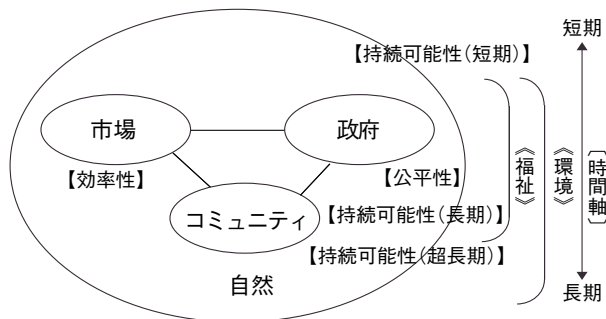 短期
【持続可能性(短期)】
市場
政府
【効率性】
【公平性】
コミュニティ
【持続可能性(長期)】
【持続可能性(超長期)】
自然
《福祉》
《環境》
〔時間軸〕
長期